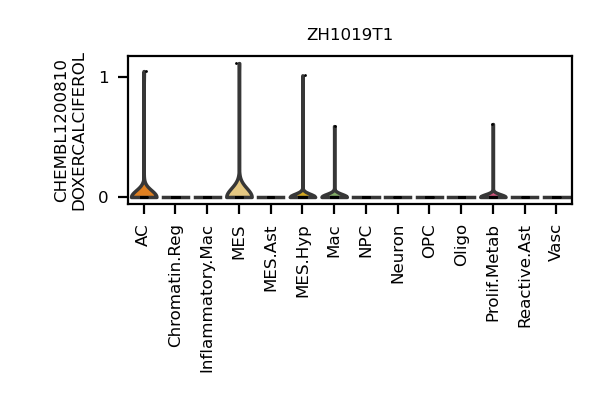 ZH1019T1
CHEMBL1200810
DOXERCALCIFEROL
1
0
AC
Chromatin.Reg
Inflammatory.Mac
MES
MES.Ast
MES.Hyp
Mac
NPC
Neuron
OPC
Oligo
Prolif.Metab
Reactive.Ast
Vasc